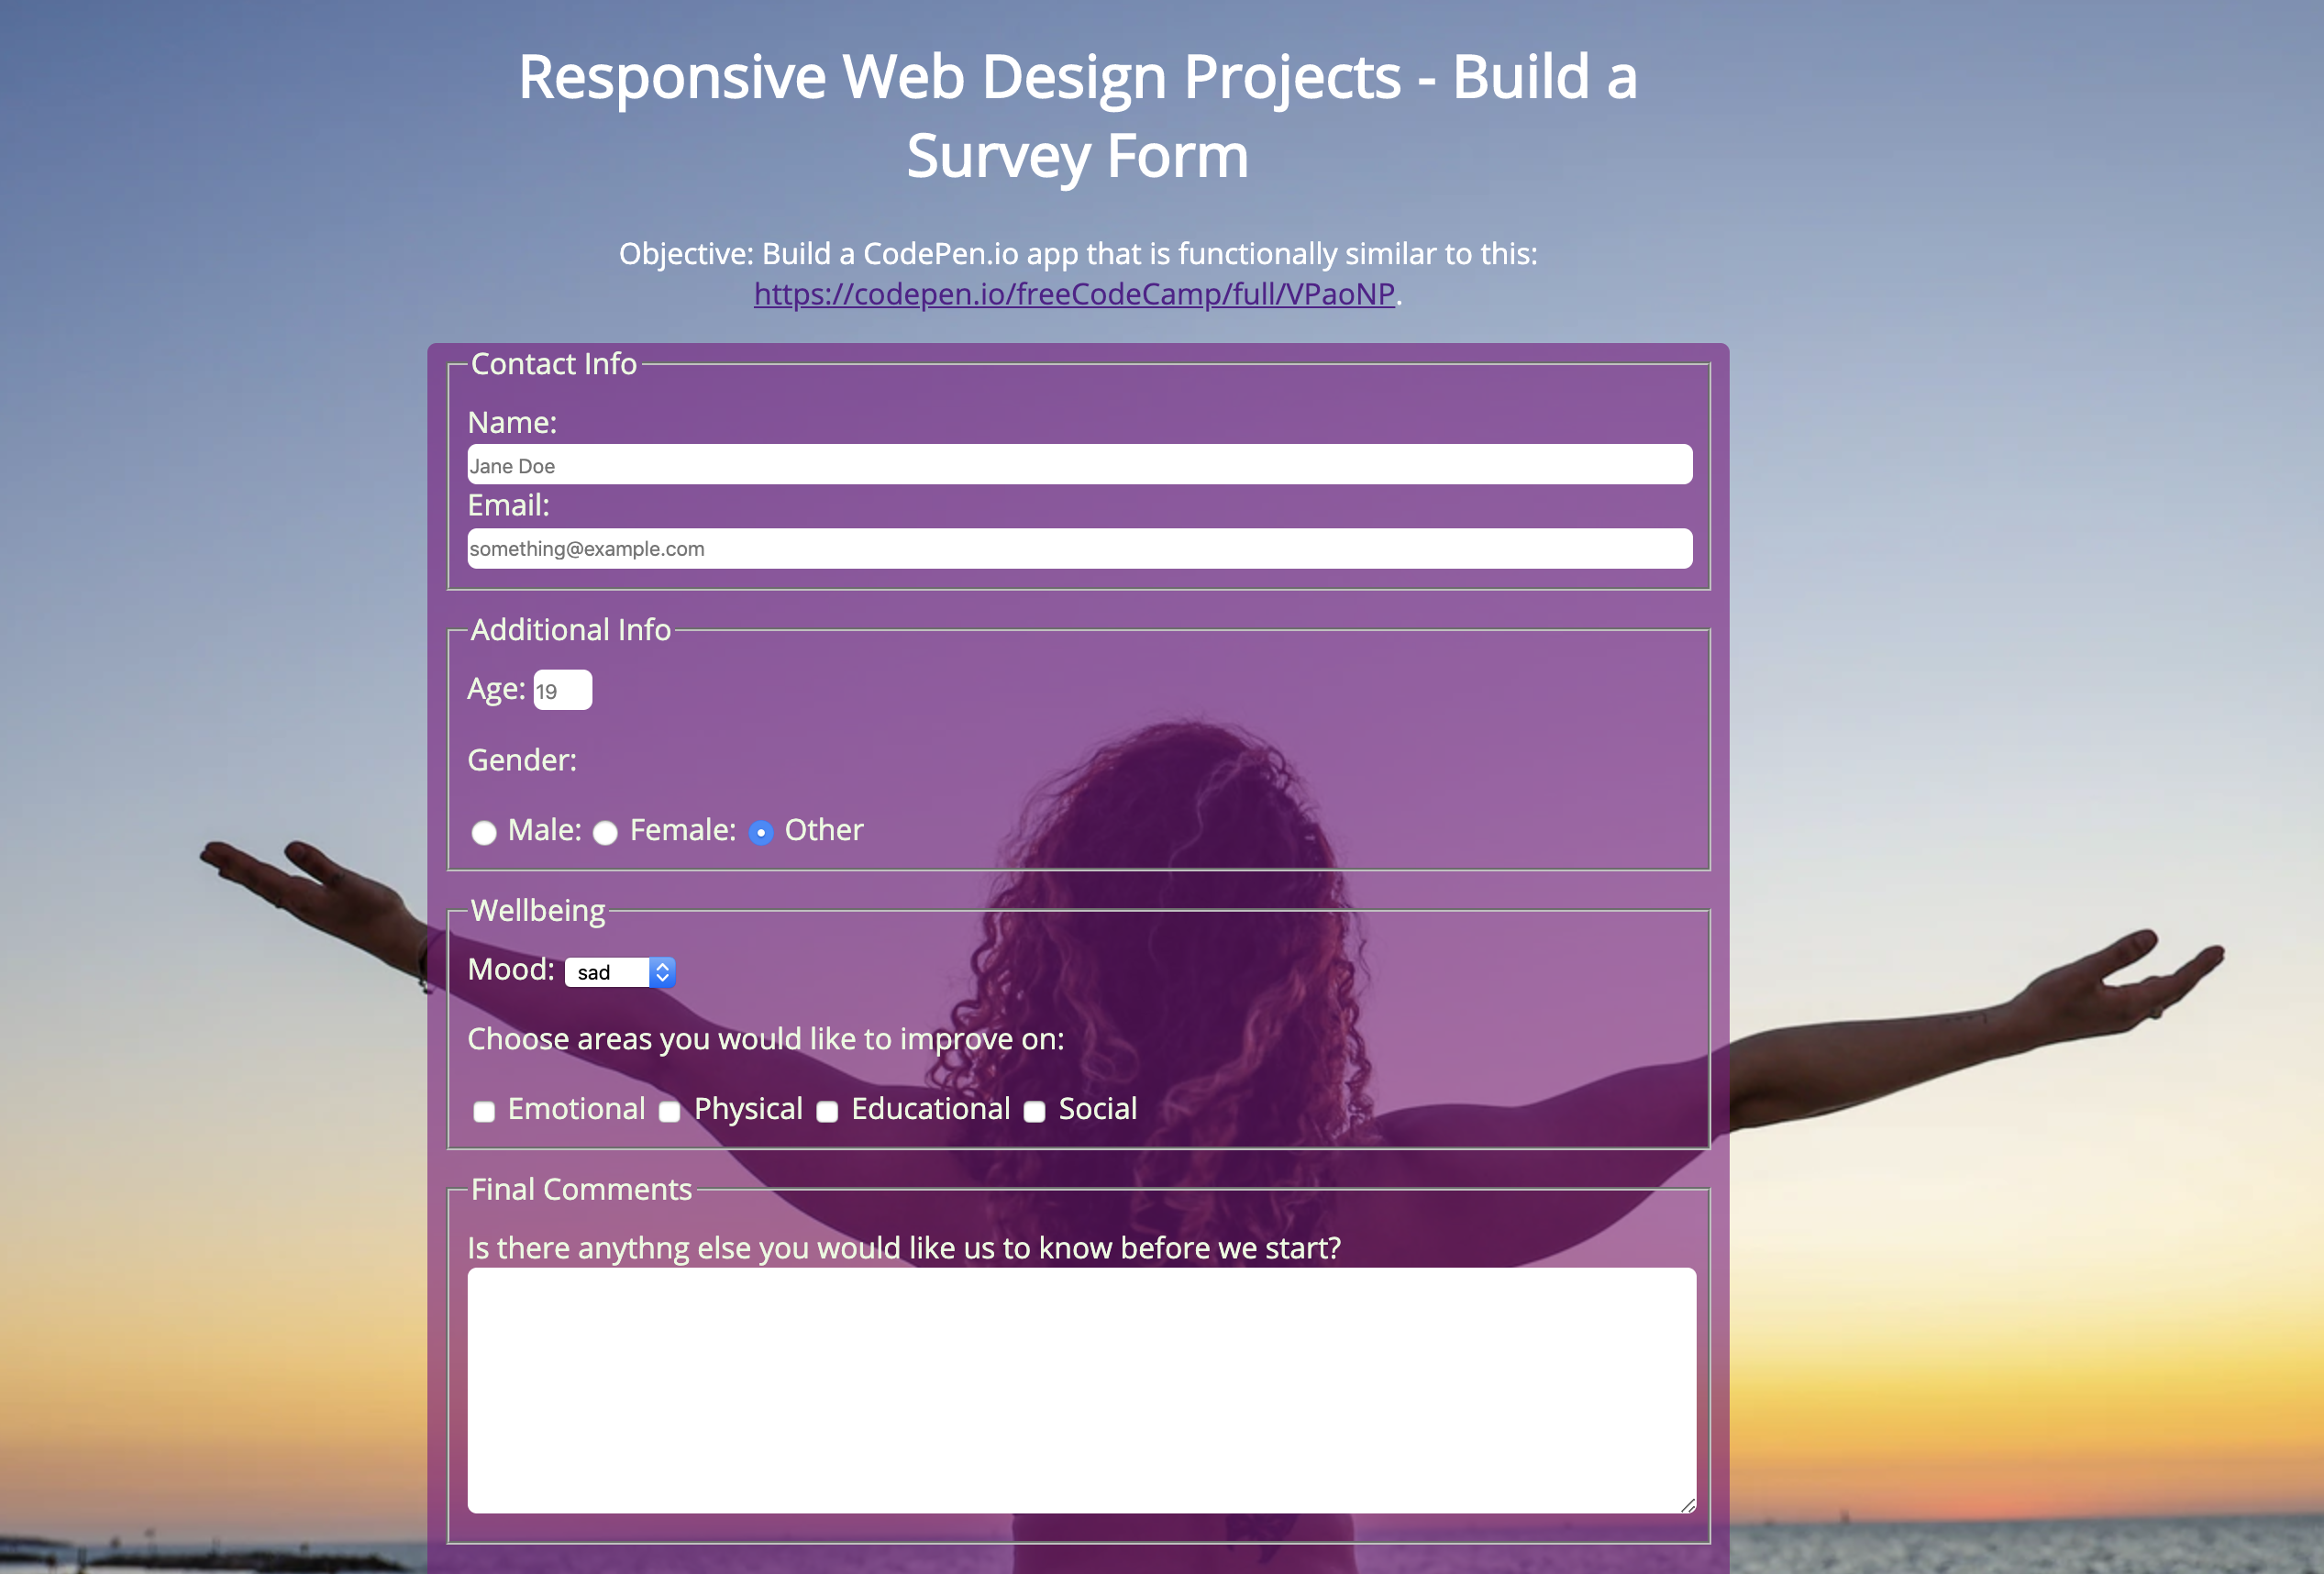 Responsive Web Design Projects - Build a
Survey Form
Objective: Build a CodePen.io app that is functionally similar to this:
https://codepen.io/freeCodeCamp/full/VPaoNP.
Contact Info
Name:
Jane Doe
Email:
something@example.com
Additional Info
Age: 19
Gender:
Male: Female: Other
Wellbeing
Mood: sad
Choose areas you would like to improve on:
Emotional Physical Educational Social
Final Comments
Is there anythng else you would like us to know before we start?